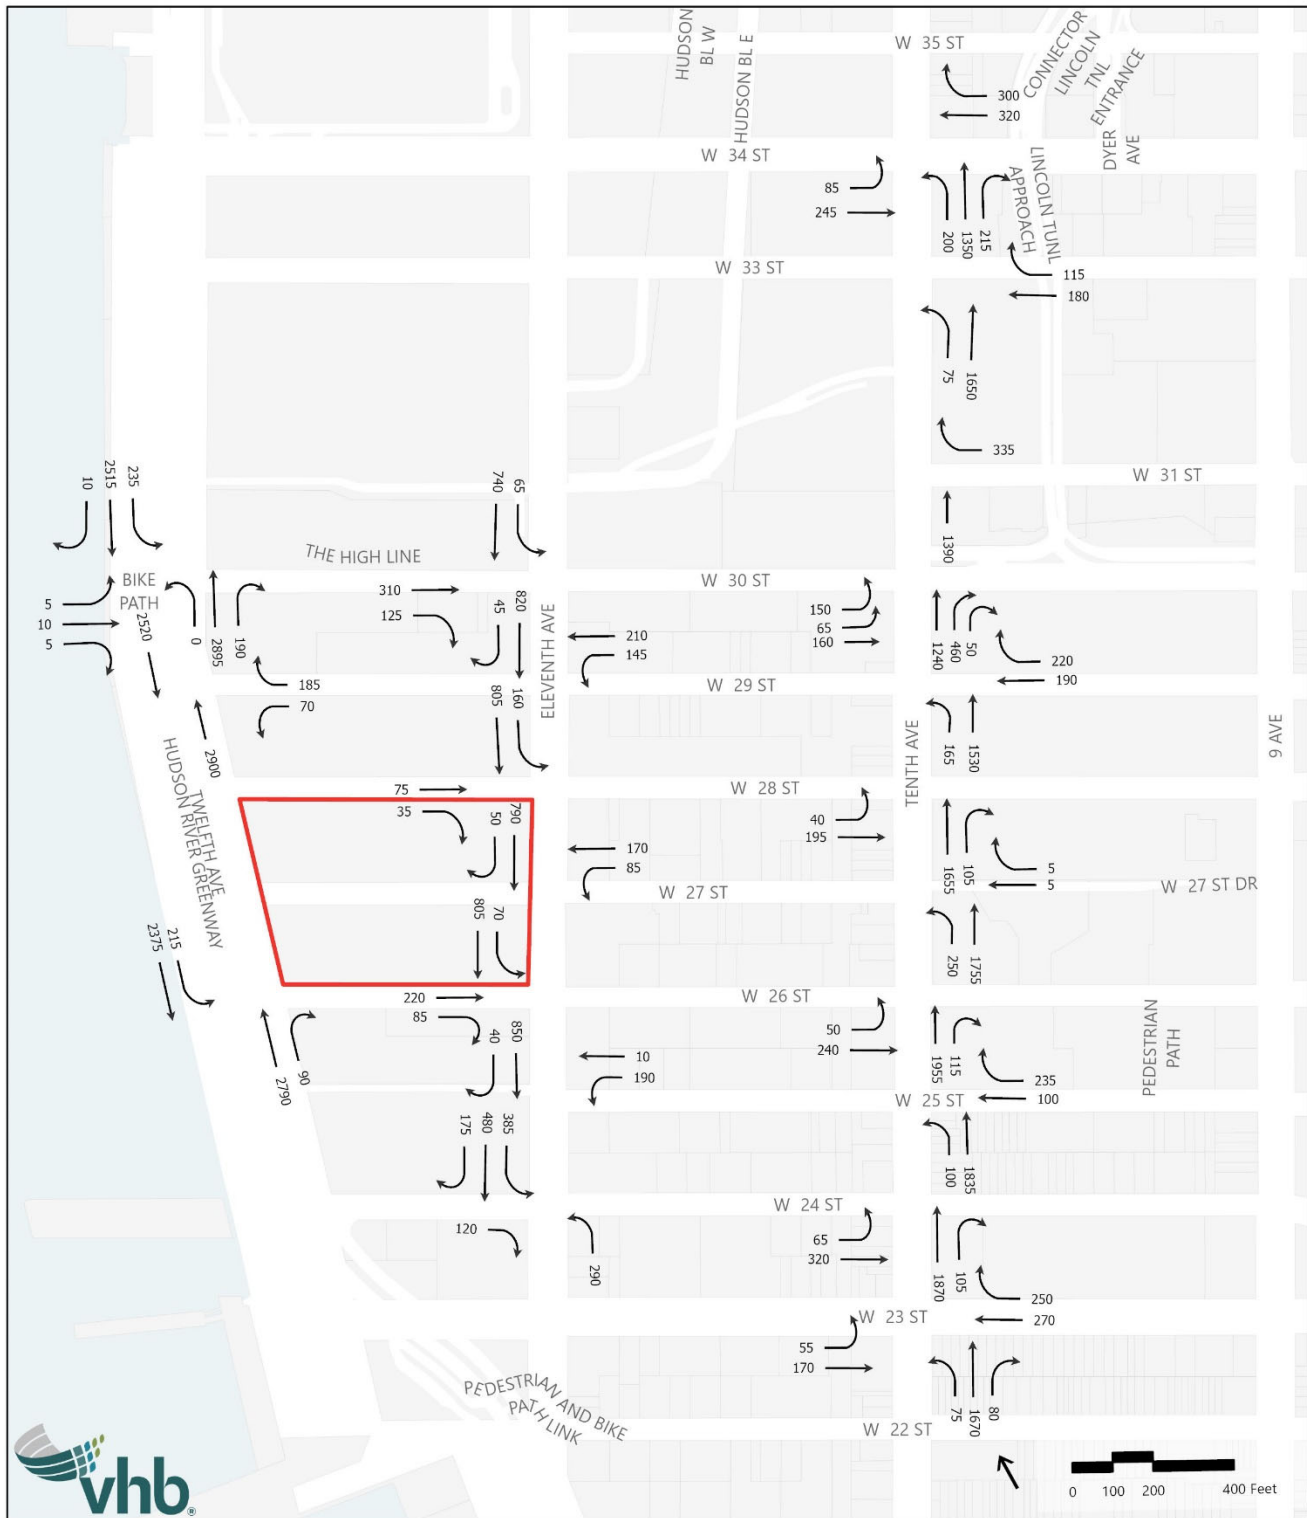 HUDSON
BL W
HUDSON BL E
W 35 ST
CONNECTOR
LINCOLN
TNL
ENTRANCE
DYER
AVE
300
320
W 34 ST
LINCOLN TUNL
APPROACH
85
245
200
1350
215
W 33 ST
115
180
75
1650
335
W 31 ST
10
2515
235
740
65
1390
THE HIGH LINE
W 30 ST
BIKE
PATH
5
10
5
2520
0
2895
190
310
125
45
820
ELEVENTH AVE
210
145
150
65
160
1240
460
50
220
190
185
70
805
160
W 29 ST
TENTH AVE
9 AVE
2900
165
1530
HUDSON RIVER GREENWAY
TWELFTH AVE
75
35
50
790
W 28 ST
40
195
170
85
1655
105
5
5
W 27 ST
W 27 ST DR
805
70
250
1755
2375
215
220
85
W 26 ST
40
850
50
240
10
190
1955
115
235
100
PEDESTRIAN
PATH
2790
90
W 25 ST
175
480
385
100
1835
W 24 ST
120
290
65
320
1870
105
250
270
W 23 ST
55
170
75
1670
80
PEDESTRIAN AND BIKE
PATH LINK
W 22 ST
vhb®
0 100 200 400 Feet